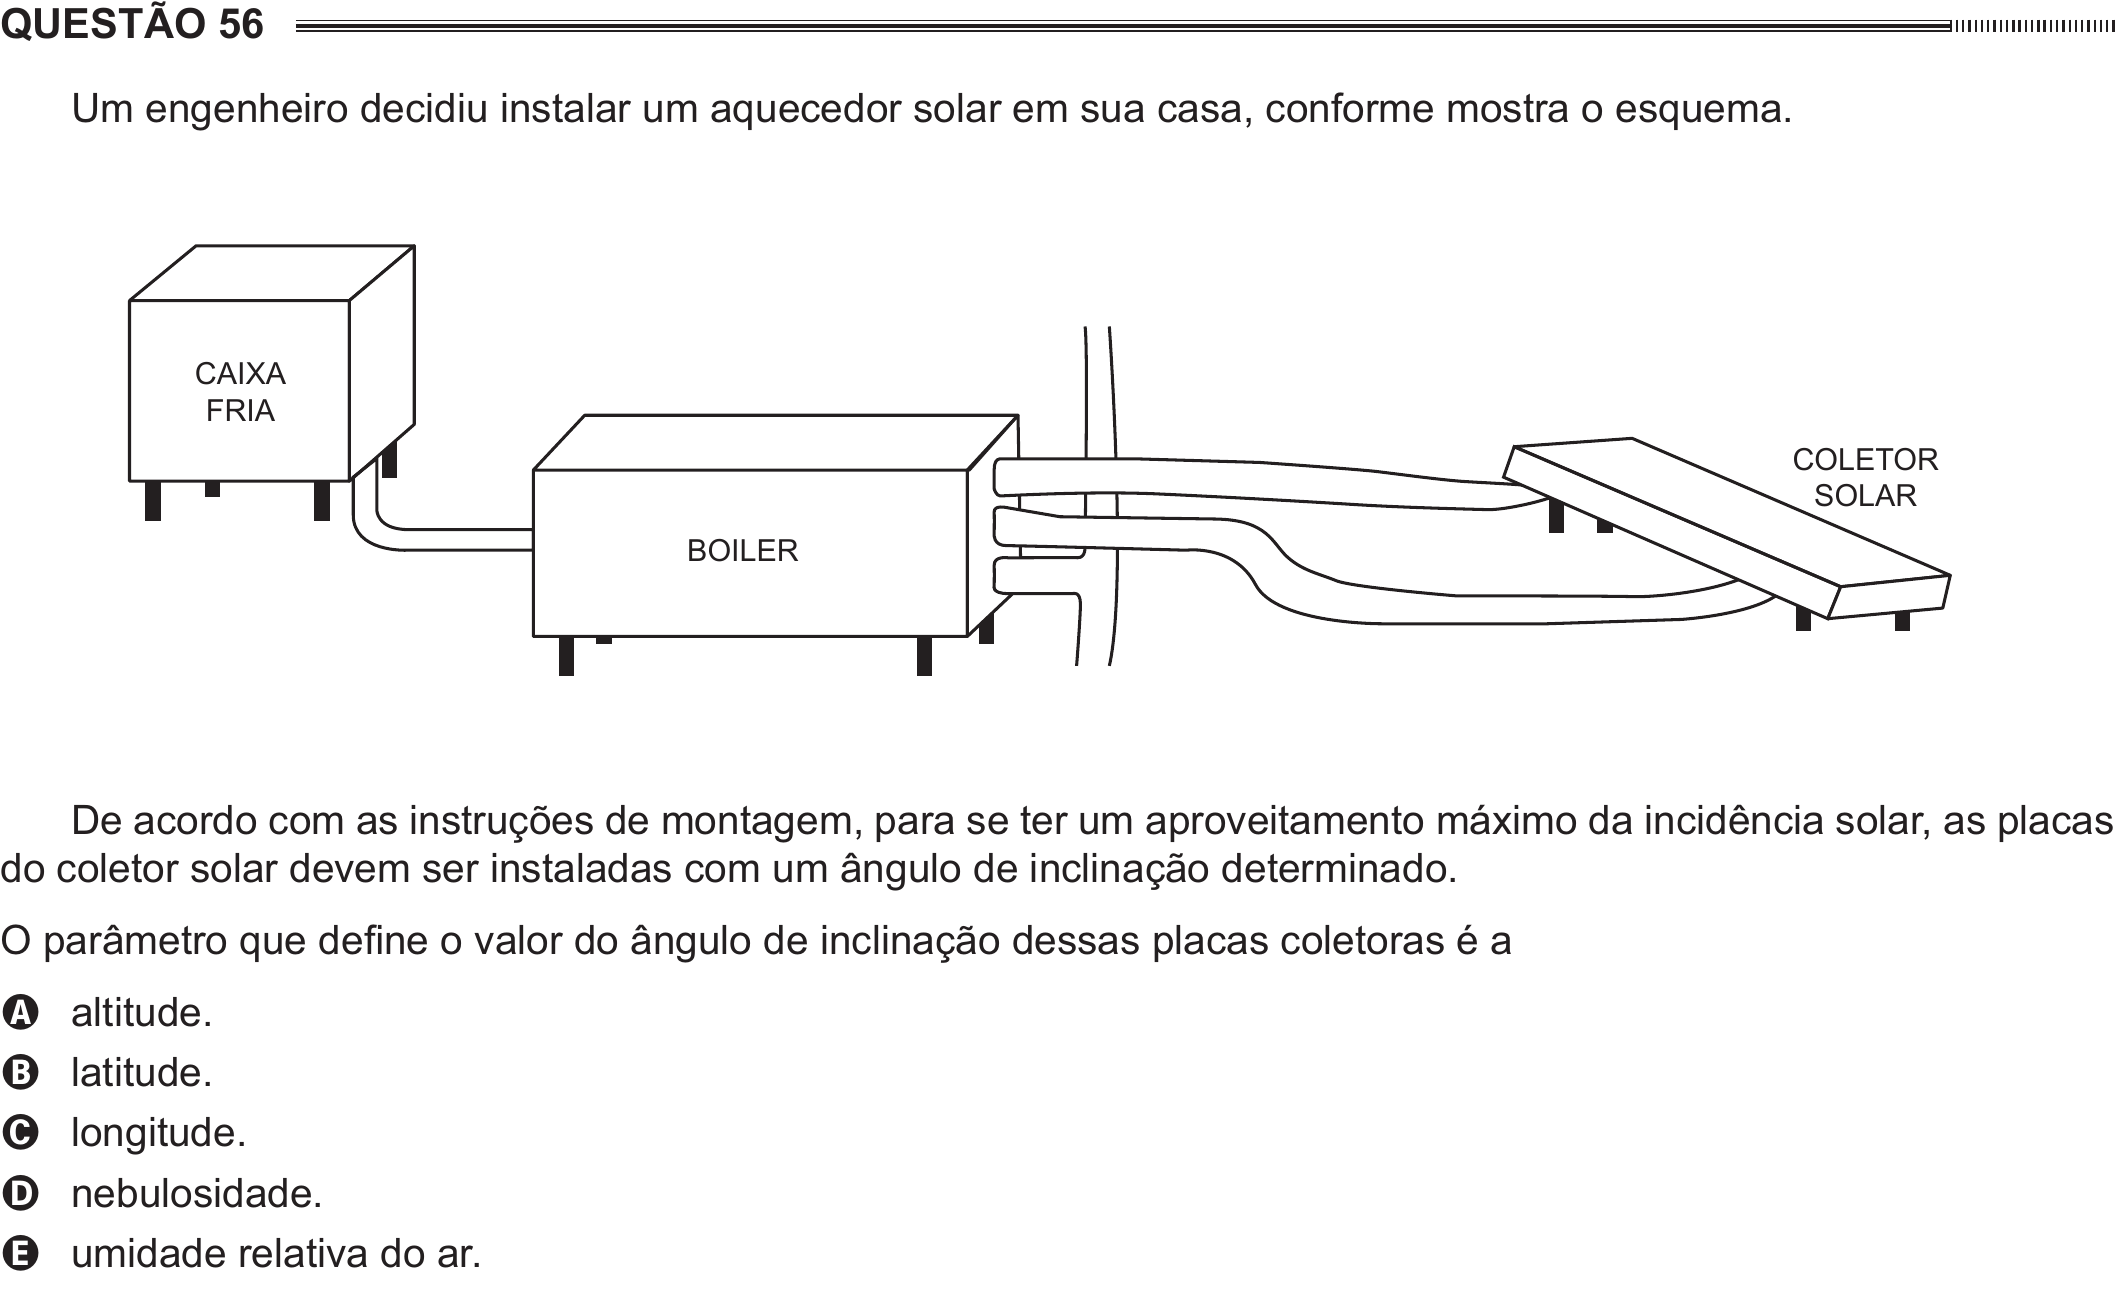 QUESTÃO 56
Um engenheiro decidiu instalar um aquecedor solar em sua casa, conforme mostra o esquema.
CAIXA
FRIA
BOILER
COLETOR
SOLAR
De acordo com as instruções de montagem, para se ter um aproveitamento máximo da incidência solar, as placas
do coletor solar devem ser instaladas com um ângulo de inclinação determinado.
O parâmetro que define o valor do ângulo de inclinação dessas placas coletoras é a
A altitude.
B latitude.
C longitude.
D nebulosidade.
E umidade relativa do ar.